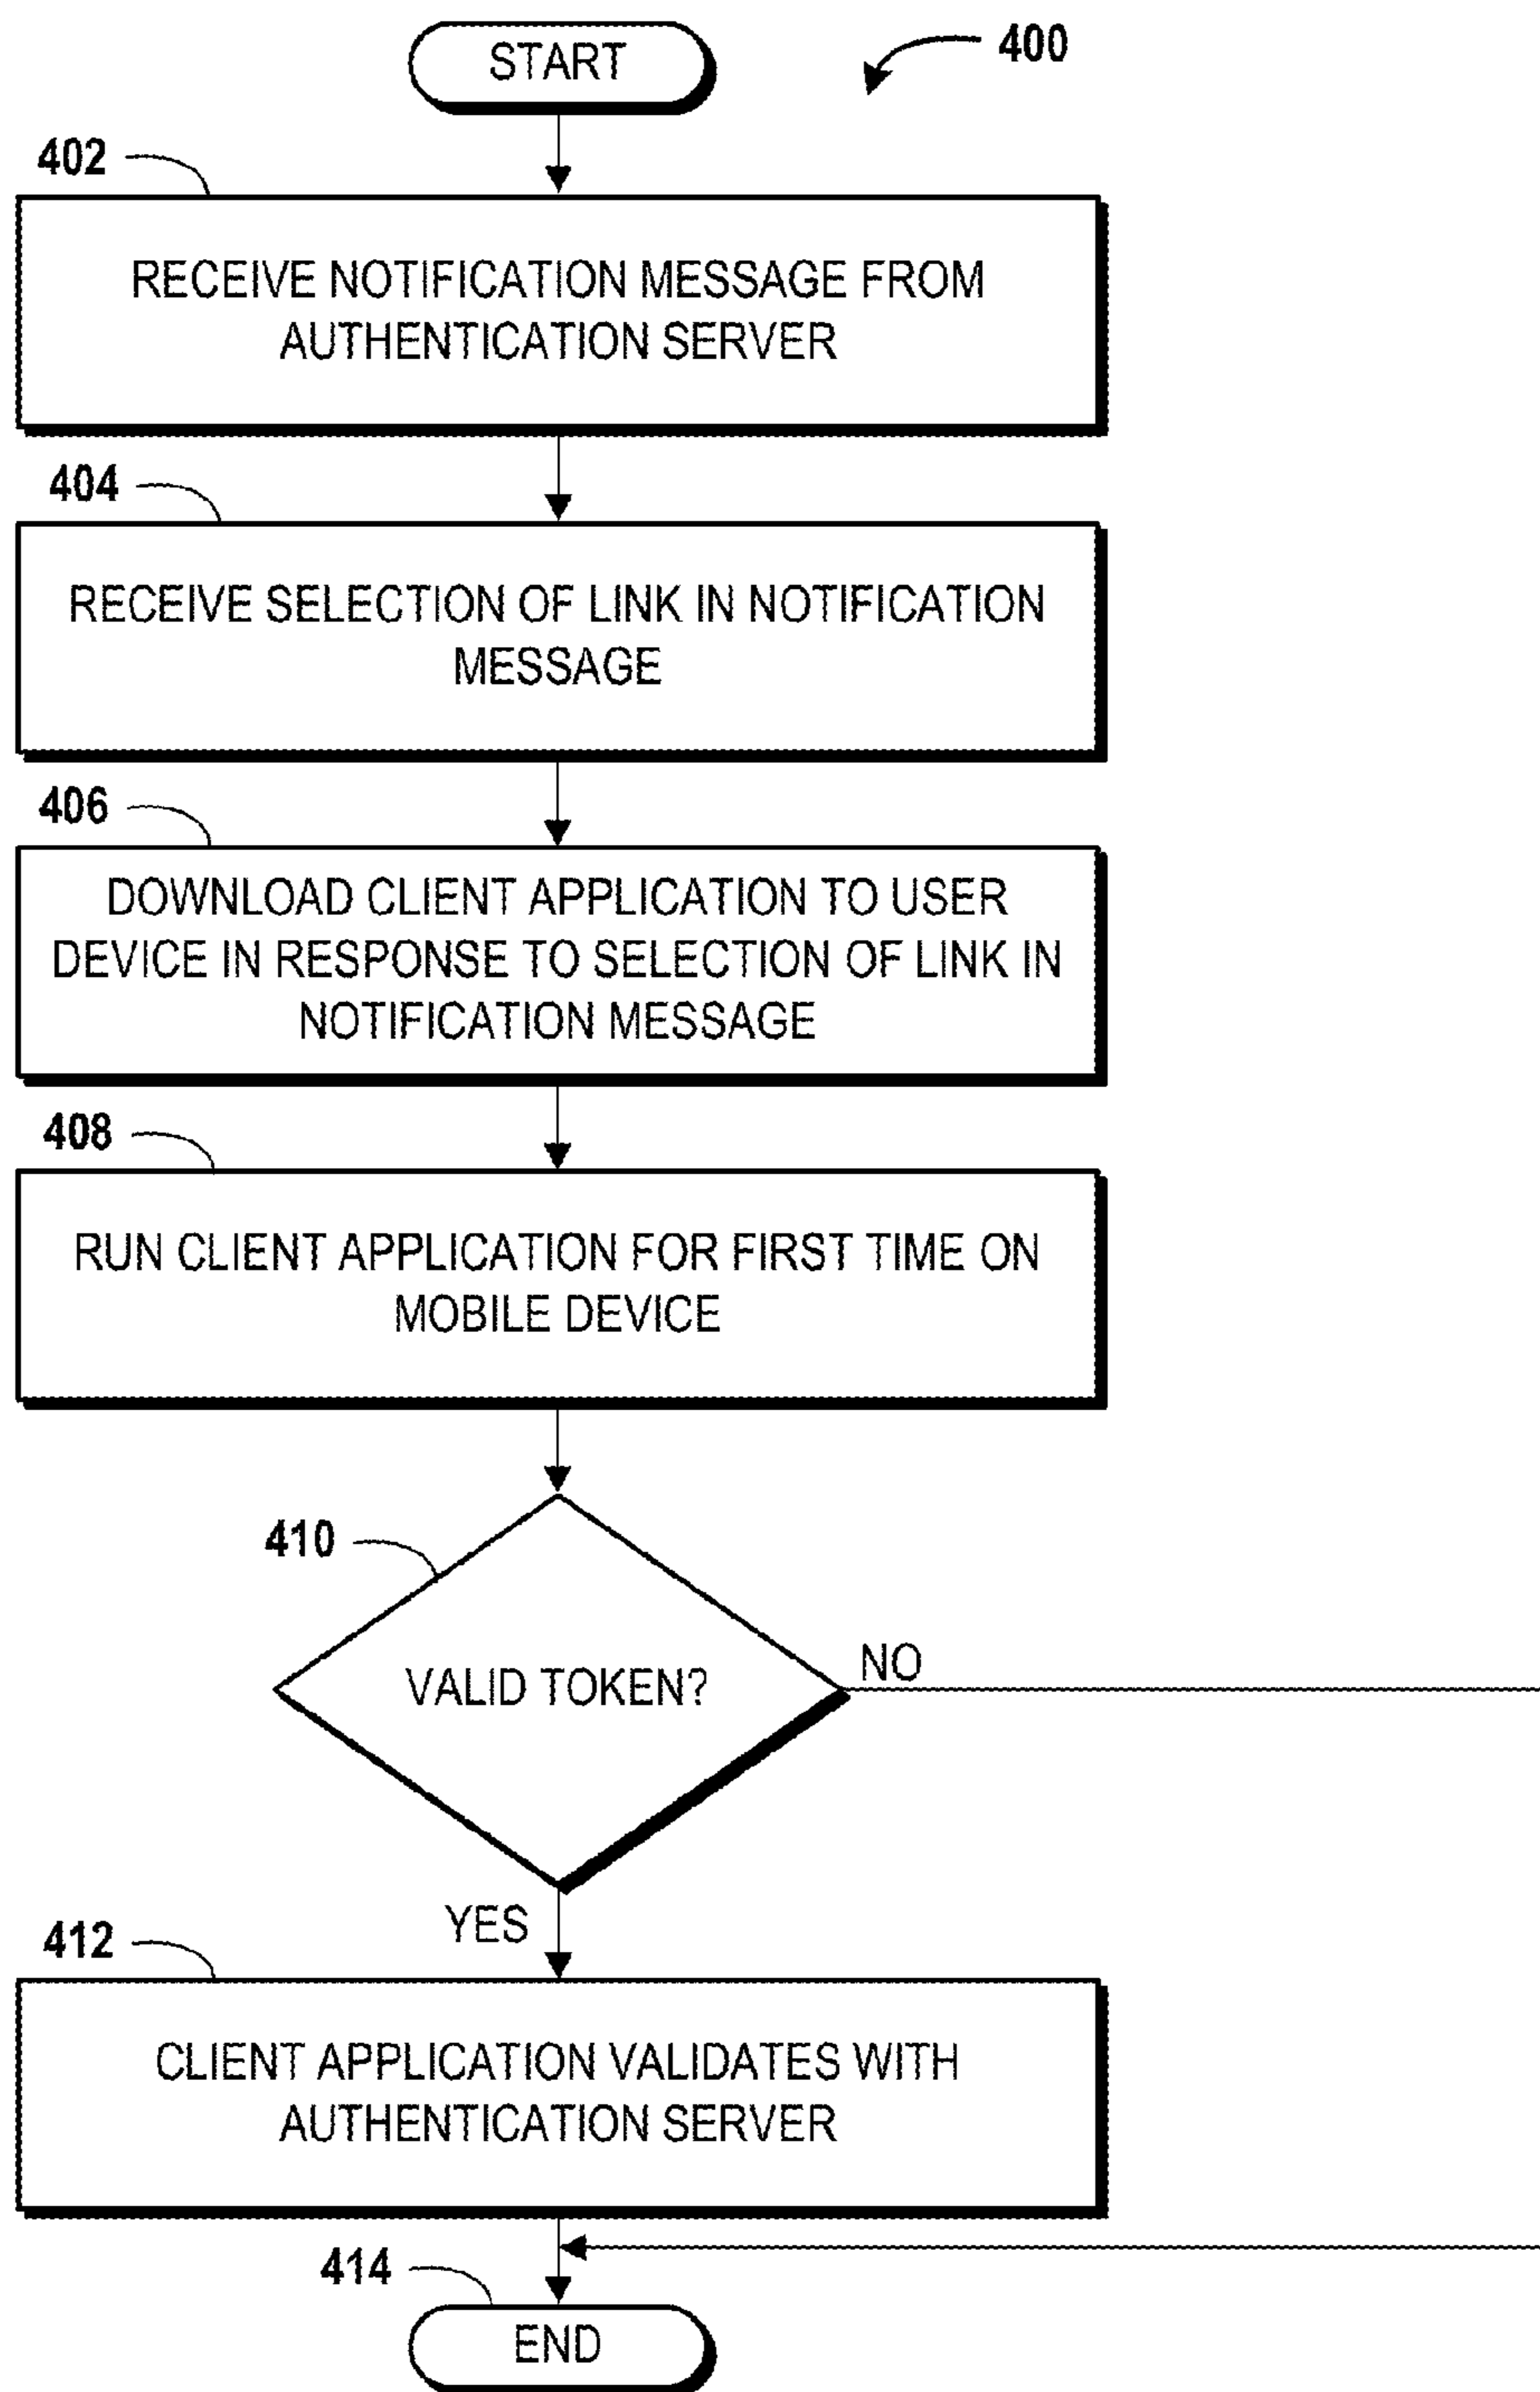 START
400
402
RECEIVE NOTIFICATION MESSAGE FROM
AUTHENTICATION SERVER
404
RECEIVE SELECTION OF LINK IN NOTIFICATION
MESSAGE
406
DOWNLOAD CLIENT APPLICATION TO USER
DEVICE IN RESPONSE TO SELECTION OF LINK IN
NOTIFICATION MESSAGE
408
RUN CLIENT APPLICATION FOR FIRST TIME ON
MOBILE DEVICE
410
VALID TOKEN?
NO
YES
412
CLIENT APPLICATION VALIDATES WITH
AUTHENTICATION SERVER
414
END